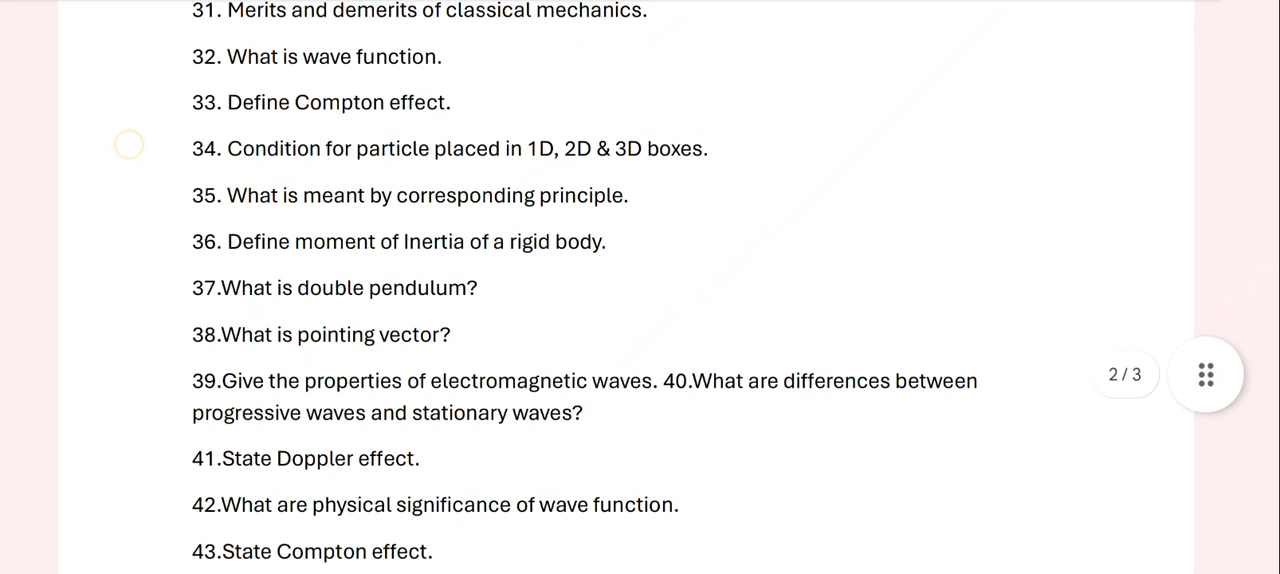 31. Merits and demerits of classical mechanics.
32. What is wave function.
33. Define Compton effect.
34. Condition for particle placed in 1D, 2D & 3D boxes.
35. What is meant by corresponding principle.
36. Define moment of Inertia of a rigid body.
37.What is double pendulum?
38.What is pointing vector?
39.Give the properties of electromagnetic waves. 40.What are differences between
2 / 3
progressive waves and stationary waves?
41.State Doppler effect.
42.What are physical significance of wave function.
43.State Compton effect.